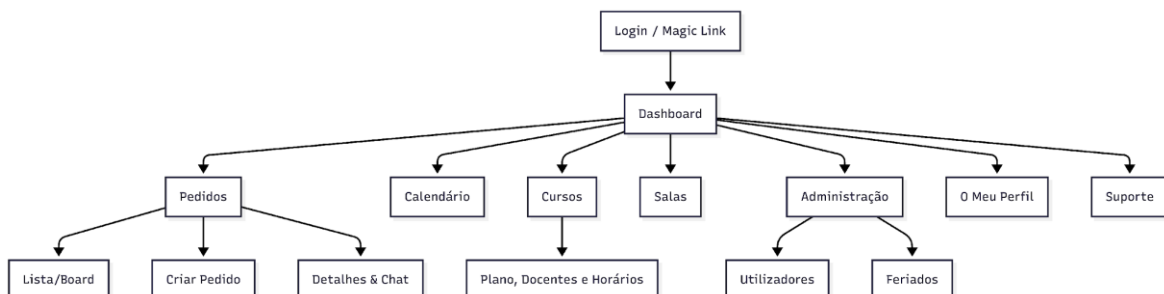 Login / Magic Link
Dashboard
Pedidos
Calendário
Cursos
Salas
Administração
O Meu Perfil
Suporte
Lista/Board
Criar Pedido
Detalhes & Chat
Plano, Docentes e Horários
Utilizadores
Feriados